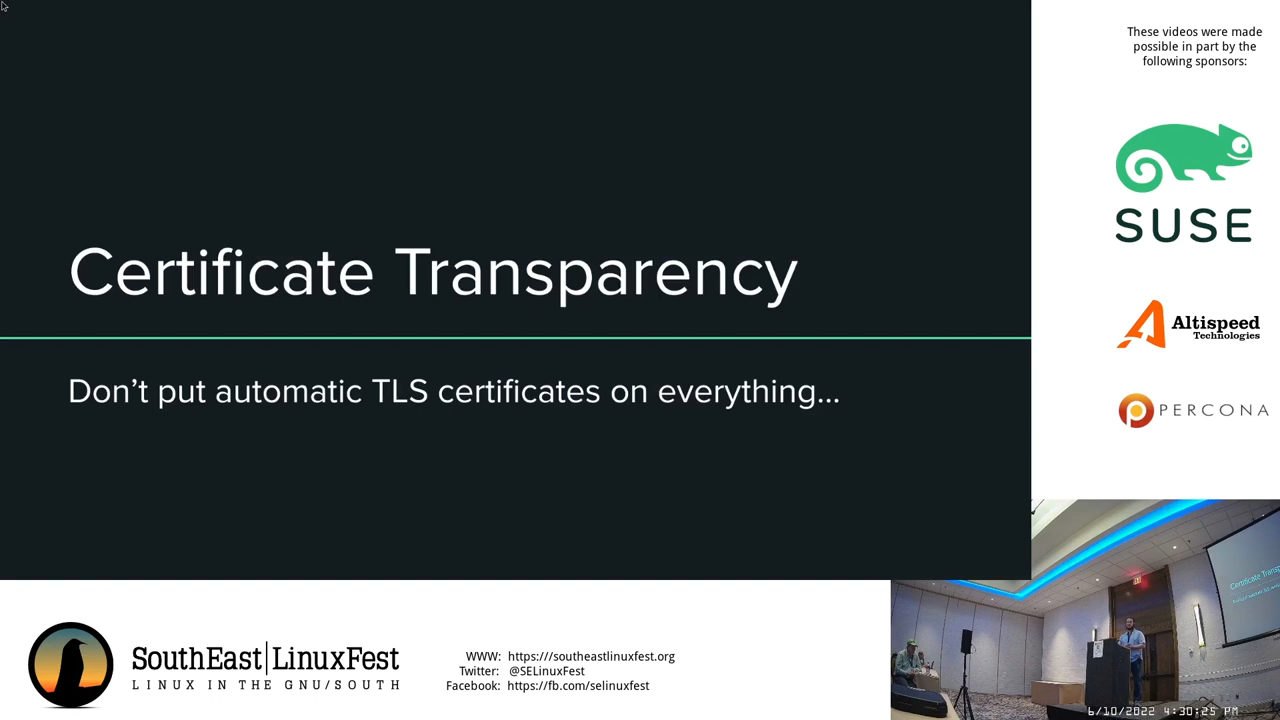 Certificate Transparency
Don’t put automatic TLS certificates on everything...
These videos were made
possible in part by the
following sponsors:
SUSE
Altispeed
Technologies
PERCONA
SouthEast|LinuxFest
LINUX IN THE GNU/SOUTH
WWW: https:///southeastlinuxfest.org
Twitter: @SELinuxFest
Facebook: https://fb.com/selinuxfest
Certificate Transp
6/10/2022 4:30:25 PM